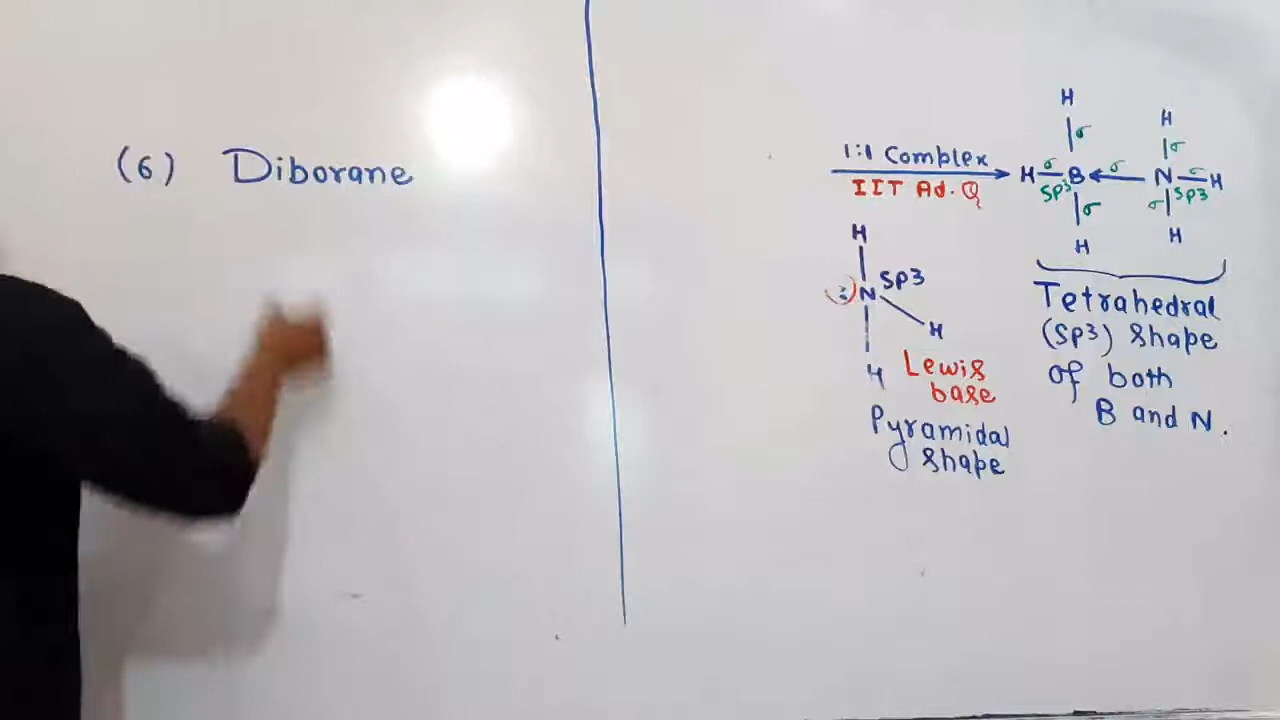 (6) Diborane
1:1 Complex
IIT Ad. Q
H
H σ B σ N σ H
σ
σ
H
sp3
sp3
σ
σ
H
H
H
N
sp3
H
H
Lewis
base
Pyramidal
shape
Tetrahedral
(sp3) shape
of both
B and N.